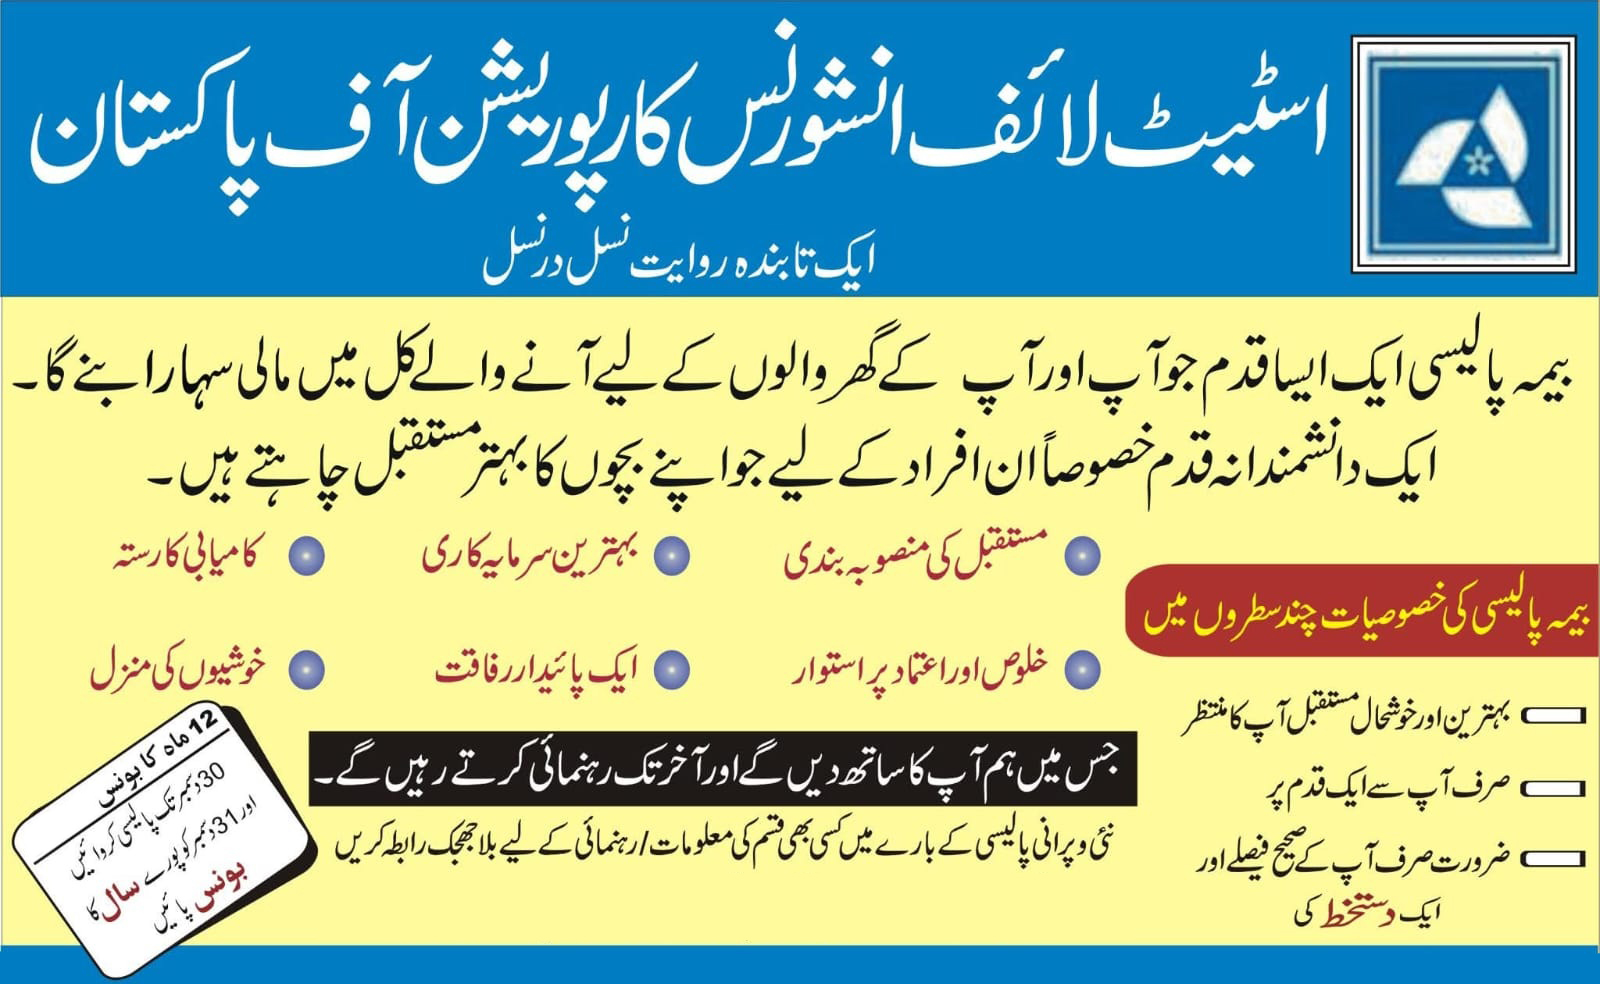 اسٹیٹ لائف انشورنس کارپوریشن آف پاکستان
ایک تابندہ روایت نسل در نسل
بیمہ پالیسی ایک ایسا قدم جو آپ اور آپ کے گھر والوں کے لیے آنے والے کل میں مالی سہارا بنے گا۔
ایک دانشمندانہ قدم خصوصاً ان افراد کے لیے جو اپنے بچوں کا بہتر مستقبل چاہتے ہیں۔
مستقبل کی منصوبہ بندی
بہترین سرمایہ کاری
کامیابی کا رستہ
خلوص اور اعتماد پر استوار
ایک پائیدار رفاقت
خوشیوں کی منزل
بیمہ پالیسی کی خصوصیات چند سطروں میں
بہترین اور خوشحال مستقبل آپ کا منتظر
صرف آپ سے ایک قدم پر
ضرورت صرف آپ کے صحیح فیصلے اور
ایک دستخط کی
جس میں ہم آپ کا ساتھ دیں گے اور آخر تک رہنمائی کرتے رہیں گے۔
نئی و پرانی پالیسی کے بارے میں کسی بھی قسم کی معلومات/رہنمائی کے لیے بلا جھجک رابطہ کریں
12 ماہ کا بونس
30 دسمبر تک پالیسی کروائیں
اور 31 دسمبر کو پورے سال کا
بونس پائیں